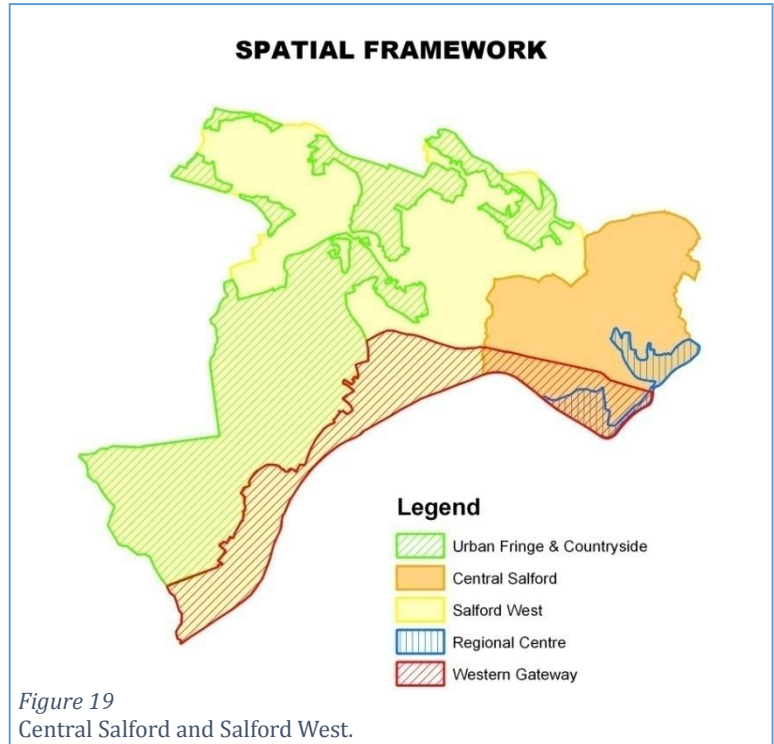 SPATIAL FRAMEWORK
Legend
Urban Fringe & Countryside
Central Salford
Salford West
Regional Centre
Western Gateway
Figure 19
Central Salford and Salford West.